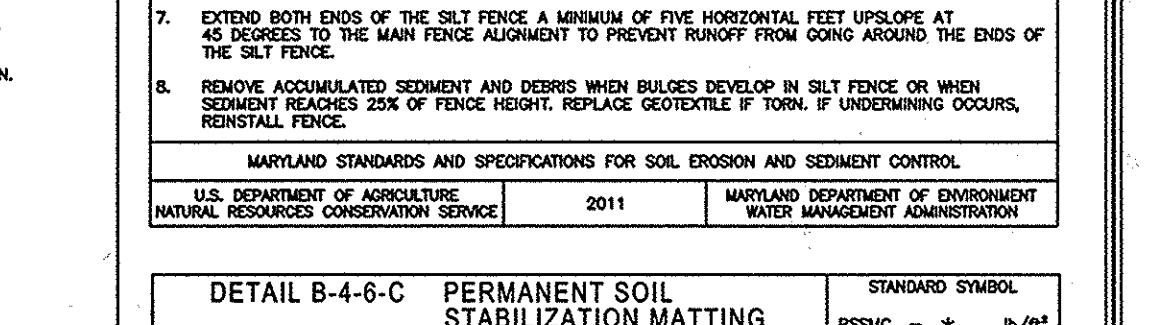 7. EXTEND BOTH ENDS OF THE SILT FENCE A MINIMUM OF FIVE HORIZONTAL FEET UPSLOPE AT
45 DEGREES TO THE MAIN FENCE ALIGNMENT TO PREVENT RUNOFF FROM GOING AROUND THE ENDS OF
THE SILT FENCE.
N.
8. REMOVE ACCUMULATED SEDIMENT AND DEBRIS WHEN BULGES DEVELOP IN SILT FENCE OR WHEN
SEDIMENT REACHES 25% OF FENCE HEIGHT. REPLACE GEOTEXTILE IF TORN. IF UNDERMINING OCCURS,
REINSTALL FENCE.
MARYLAND STANDARDS AND SPECIFICATIONS FOR SOIL EROSION AND SEDIMENT CONTROL
U.S. DEPARTMENT OF AGRICULTURE
NATURAL RESOURCES CONSERVATION SERVICE
2011
MARYLAND DEPARTMENT OF ENVIRONMENT
WATER MANAGEMENT ADMINISTRATION
DETAIL B-4-6-C PERMANENT SOIL
STABILIZATION MATTING
STANDARD SYMBOL